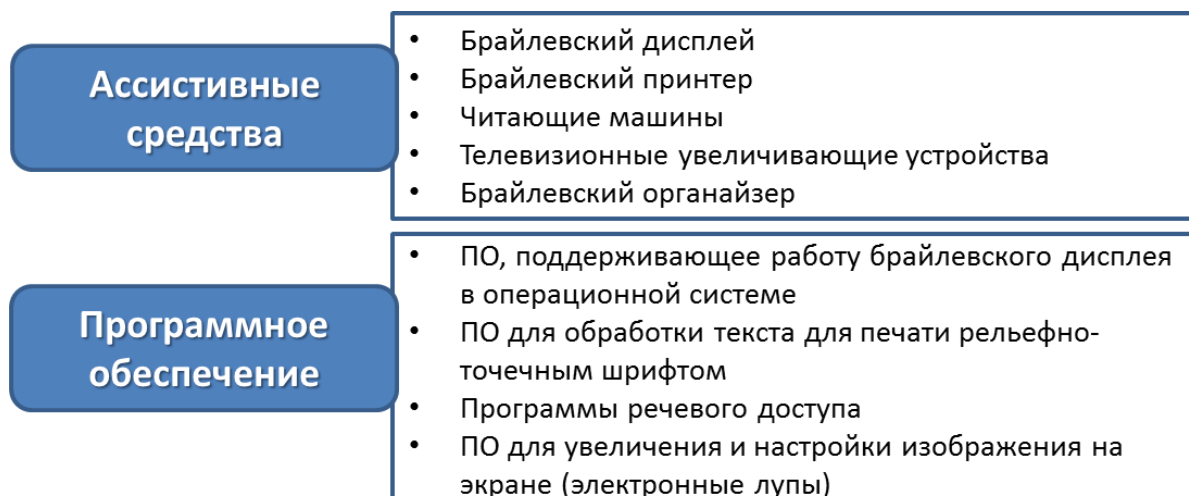 Ассистивные
средства
• Брайлевский дисплей
• Брайлевский принтер
• Читающие машины
• Телевизионные увеличивающие устройства
• Брайлевский органайзер
Программное
обеспечение
• ПО, поддерживающее работу брайлевского дисплея
в операционной системе
• ПО для обработки текста для печати рельефно-
точечным шрифтом
• Программы речевого доступа
• ПО для увеличения и настройки изображения на
экране (электронные лупы)